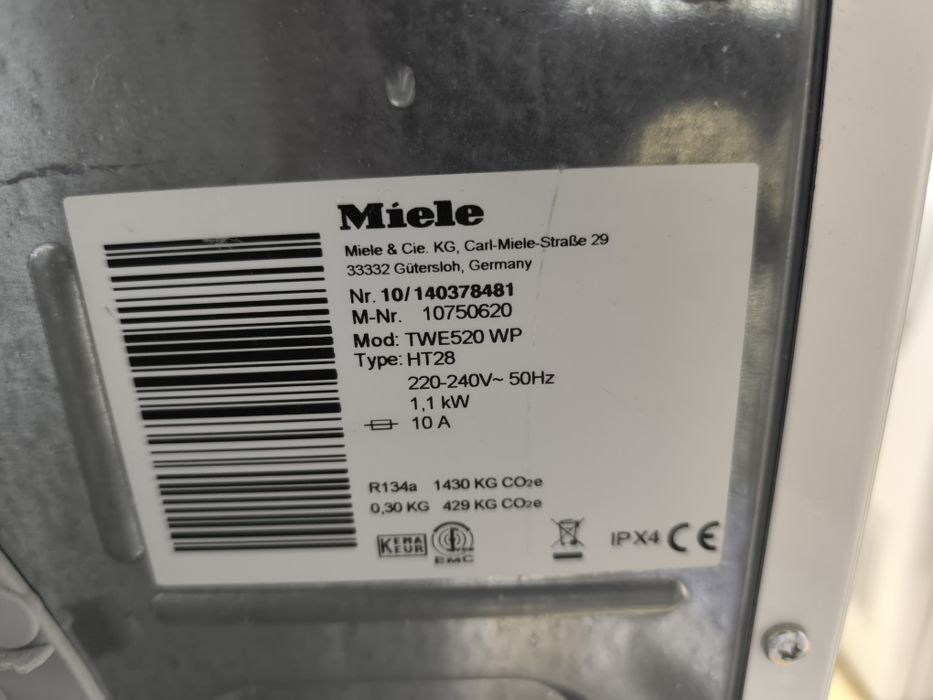 Miele
Miele & Cie. KG, Carl-Miele-Straße 29
33332 Gütersloh, Germany
Nr. 10/140378481
M-Nr. 10750620
Mod: TWE520 WP
Type: HT28
220-240V~ 50Hz
1,1 kW
10 A
R134a 1430 KG CO2e
0,30 KG 429 KG CO2e
KEMA KEUR
EMC
IPX4 CE